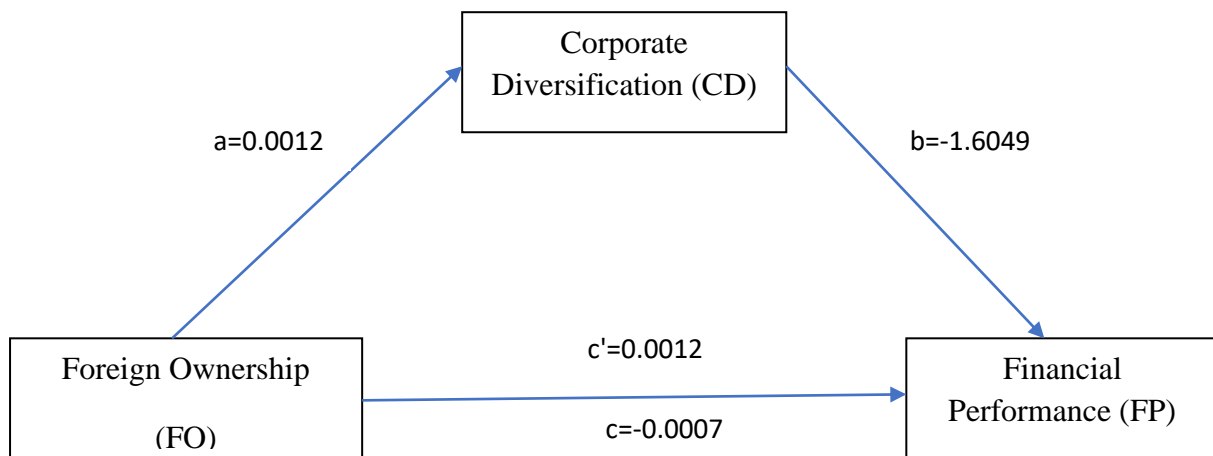 Corporate
Diversification (CD)
a=0.0012
b=-1.6049
Foreign Ownership
(FO)
c'=0.0012
c=-0.0007
Financial
Performance (FP)